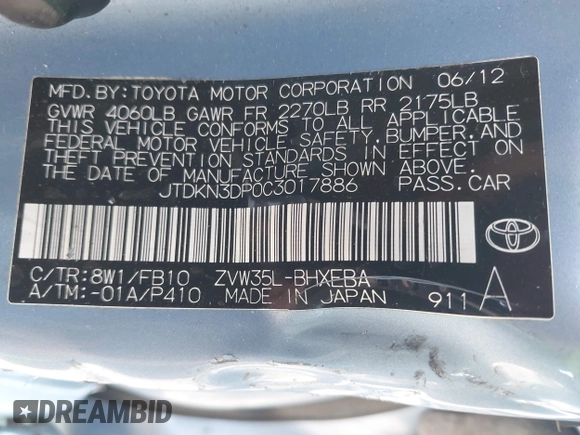 MFD.BY:TOYOTA MOTOR CORPORATION 06/12
GVWR 4060LB GAWR FR 2270LB RR 2175LB
THIS VEHICLE CONFORMS TO ALL APPLICABLE
FEDERAL MOTOR VEHICLE SAFETY, BUMPER, AND
THEFT PREVENTION STANDARDS IN EFFECT ON
THE DATE OF MANUFACTURE SHOWN ABOVE.
JTDKN3DP0C3017886 PASS.CAR
TOYOTA
C/TR:8W1/FB10 ZVW35L-BHXEBA
A/TM:-01A/P410 MADE IN JAPAN 911 A
DREAMBID